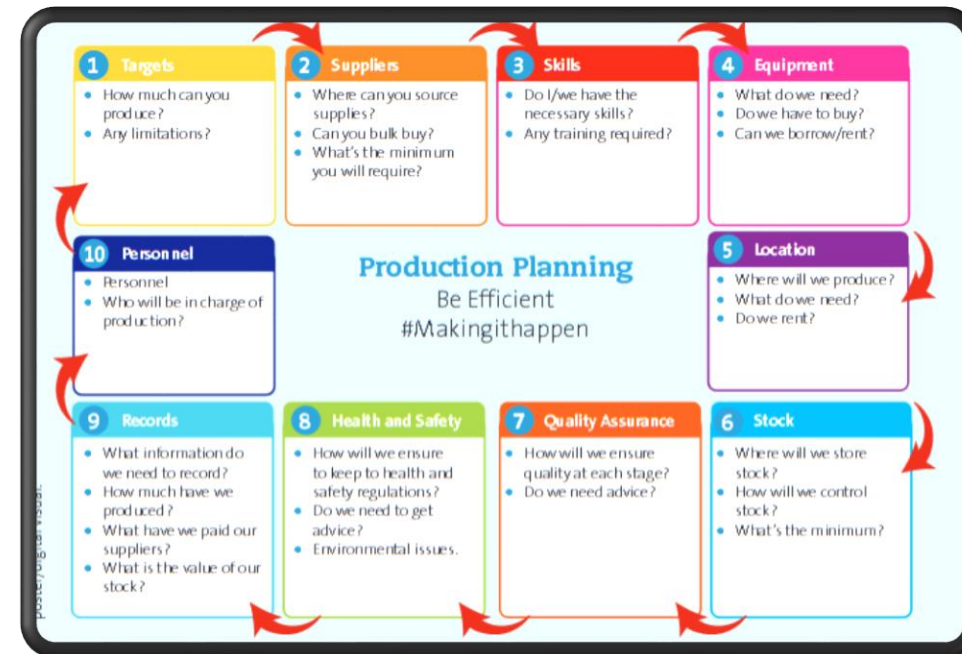 1 Targets
How much can you
produce?
Any limitations?
2 Suppliers
Where can you source
supplies?
Can you bulk buy?
What's the minimum
you will require?
3 Skills
Do I/we have the
necessary skills?
Any training required?
4 Equipment
What do we need?
Do we have to buy?
Can we borrow/rent?
5 Location
Where will we produce?
What do we need?
Do we rent?
6 Stock
Where will we store
stock?
How will we control
stock?
What's the minimum?
7 Quality Assurance
How will we ensure
quality at each stage?
Do we need advice?
8 Health and Safety
How will we ensure
to keep to health and
safety regulations?
Do we need to get
advice?
Environmental issues.
9 Records
What information do
we need to record?
How much have we
produced?
What have we paid our
suppliers?
What is the value of our
stock?
10 Personnel
Personnel
Who will be in charge of
production?
Production Planning
Be Efficient
#Makingithappen
poster/digital visual.